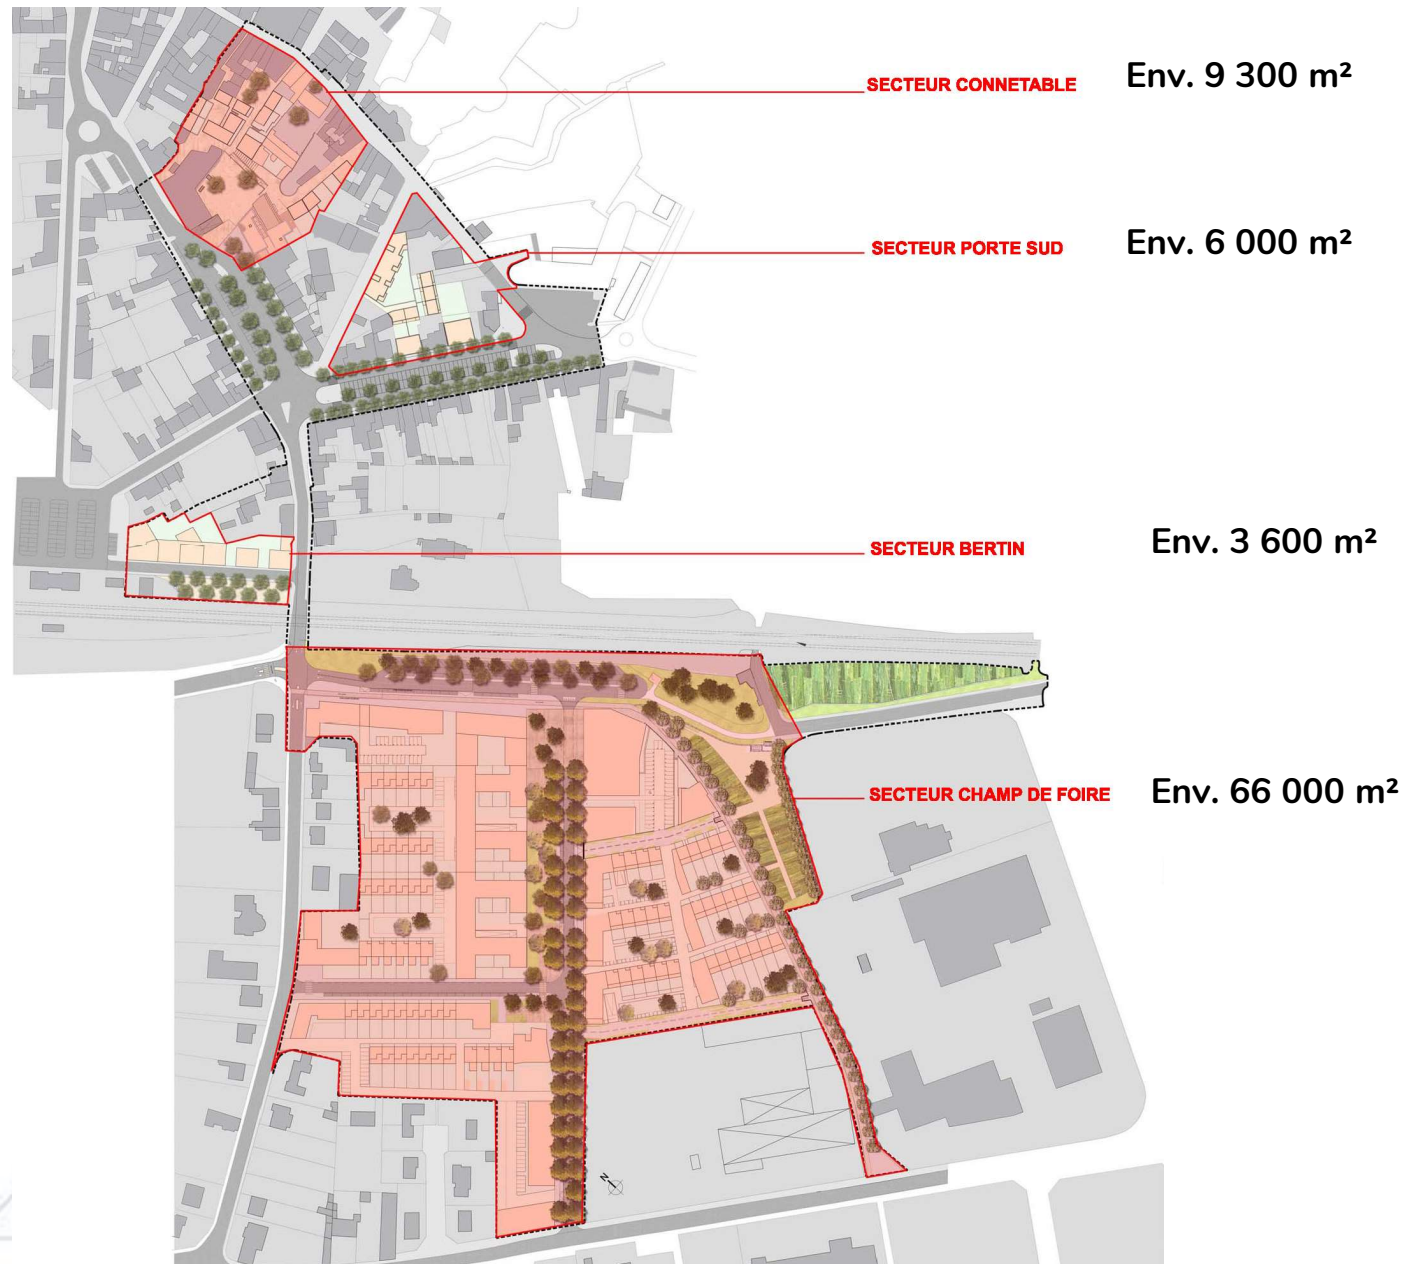 SECTEUR CONNETABLE Env. 9 300 m²
SECTEUR PORTE SUD Env. 6 000 m²
SECTEUR BERTIN Env. 3 600 m²
SECTEUR CHAMP DE FOIRE Env. 66 000 m²
N